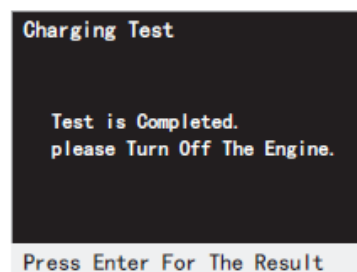 Charging Test
Test is Completed.
please Turn Off The Engine.
Press Enter For The Result